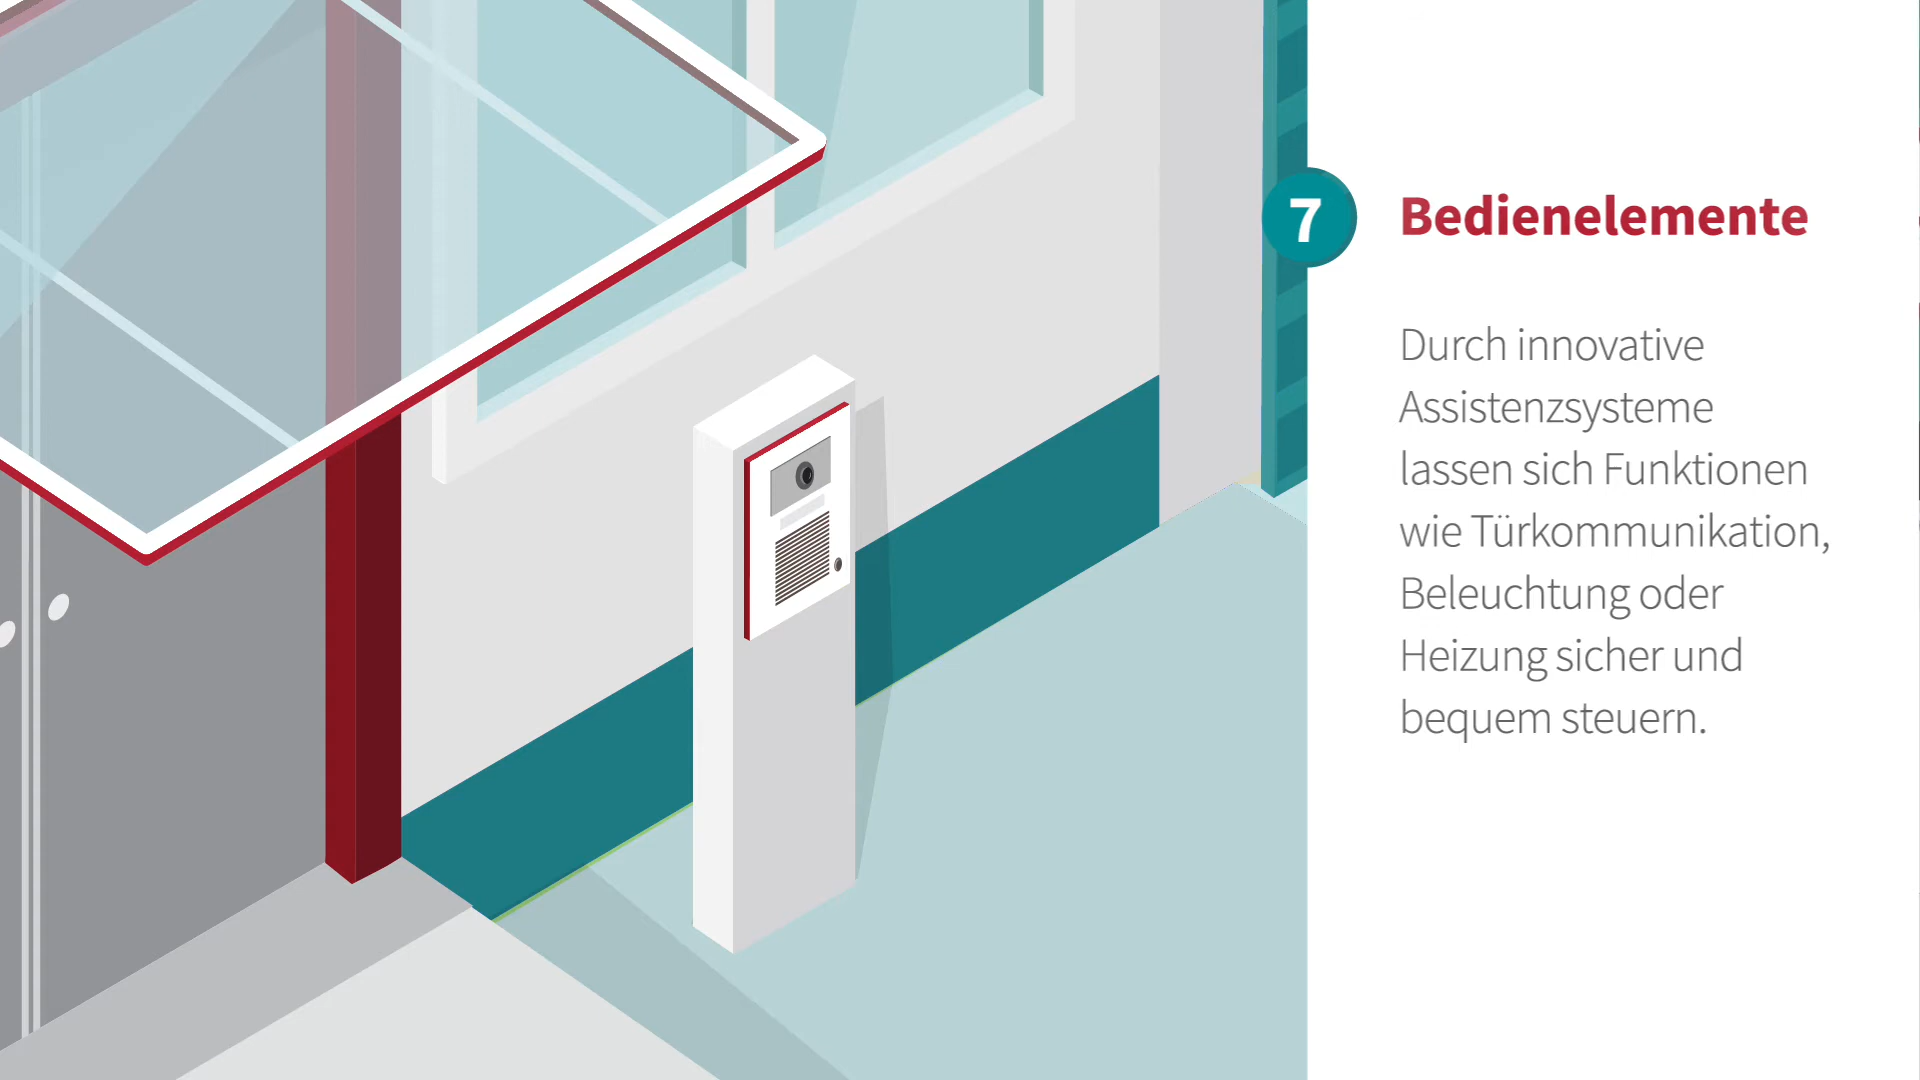 7
Bedienelemente
Durch innovative
Assistenzsysteme
lassen sich Funktionen
wie Türkommunikation,
Beleuchtung oder
Heizung sicher und
bequem steuern.